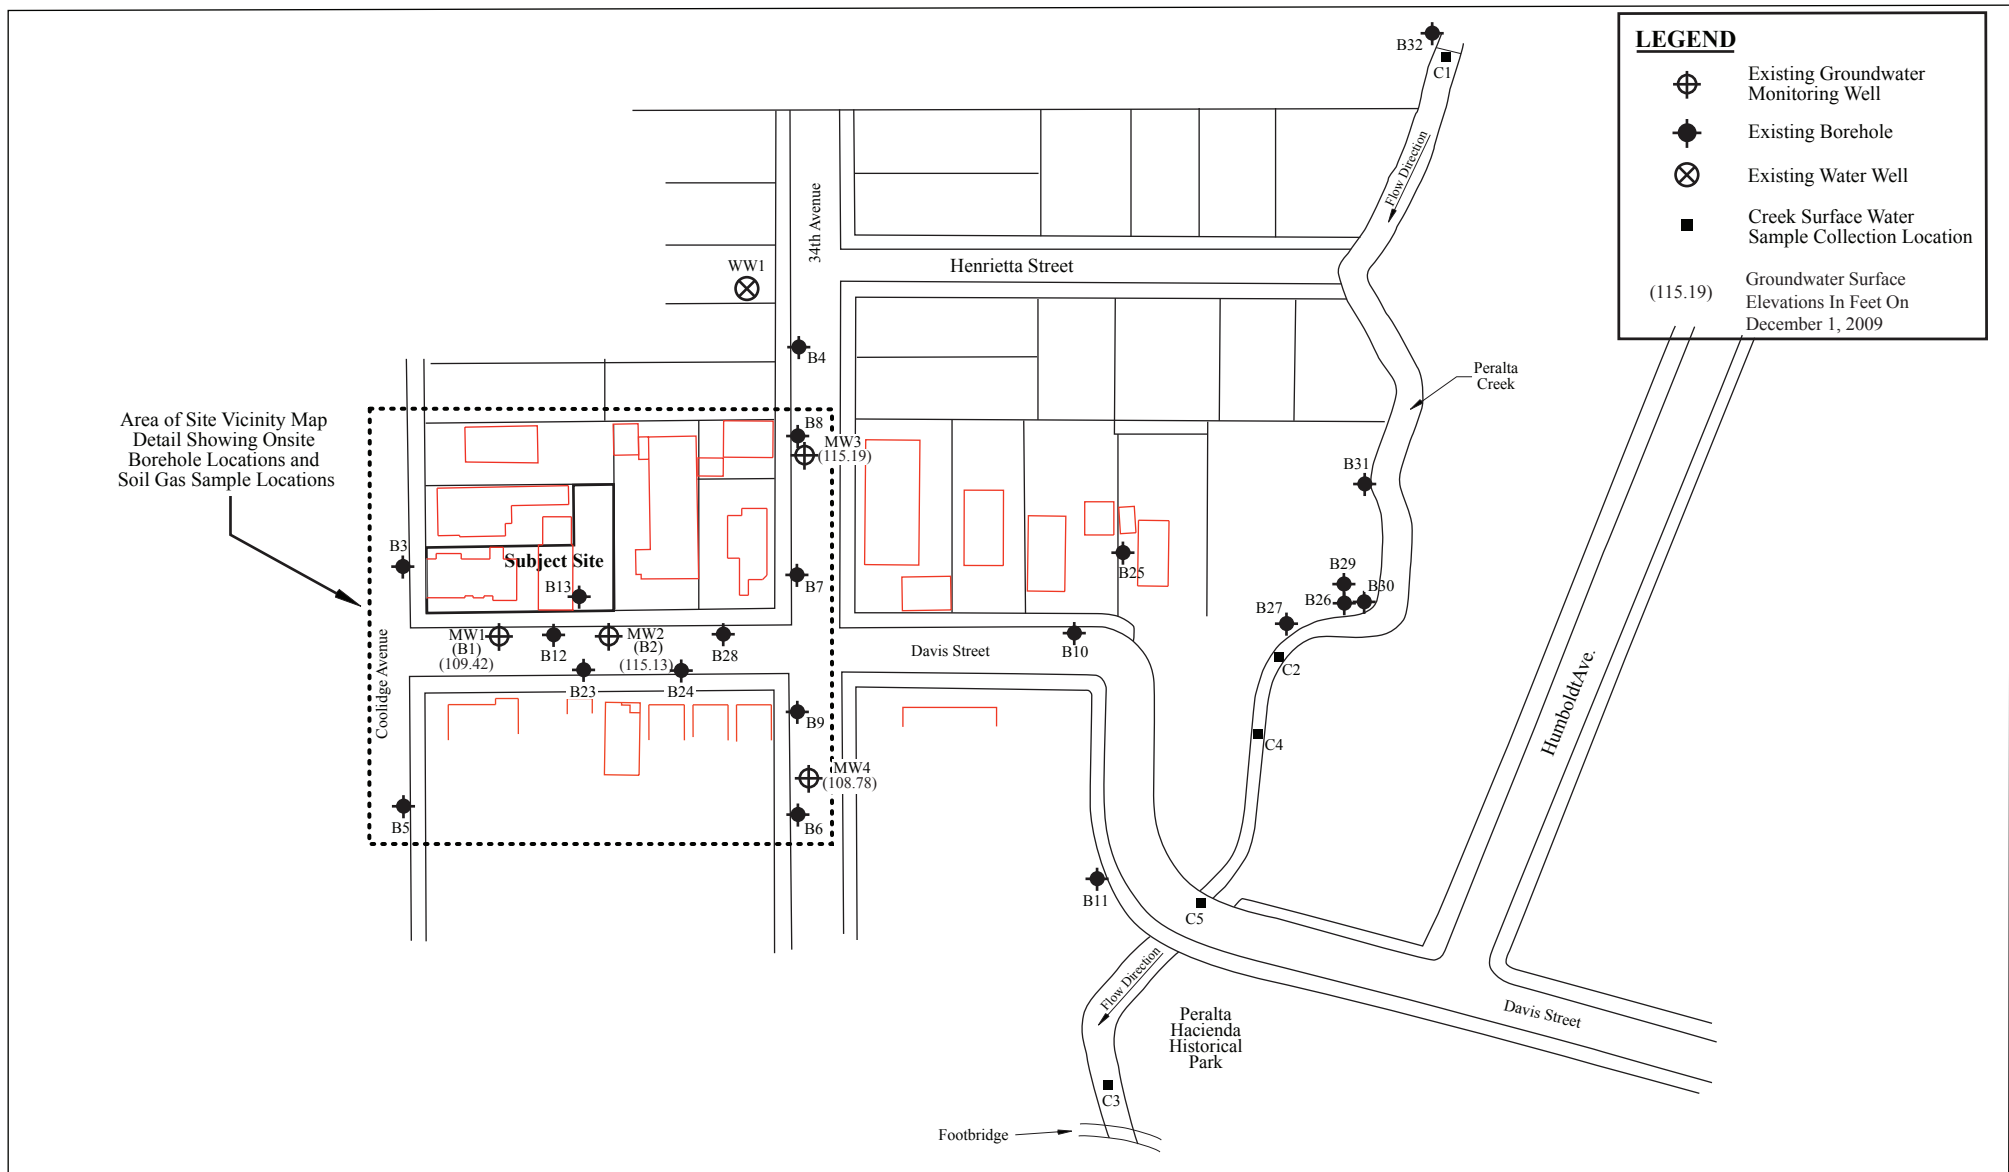 B32
C1
LEGEND
Existing Groundwater
Monitoring Well
Existing Borehole
Existing Water Well
Creek Surface Water
Sample Collection Location
(115.19)
Groundwater Surface
Elevations In Feet On
December 1, 2009
Flow Direction
34th Avenue
Henrietta Street
WW1
B4
Peralta
Creek
Area of Site Vicinity Map
Detail Showing Onsite
Borehole Locations and
Soil Gas Sample Locations
B8
MW3
(115.19)
B31
B3
Subject Site
B13
B7
B25
B29
B26
B30
B27
MW1
(B1)
(109.42)
B12
MW2
(B2)
(115.13)
B28
Davis Street
B10
C2
B23
B24
Coolidge Avenue
HumboldtAve.
B9
C4
MW4
(108.78)
B5
B6
B11
C5
Flow Direction
Peralta
Hacienda
Historical
Park
Davis Street
C3
Footbridge